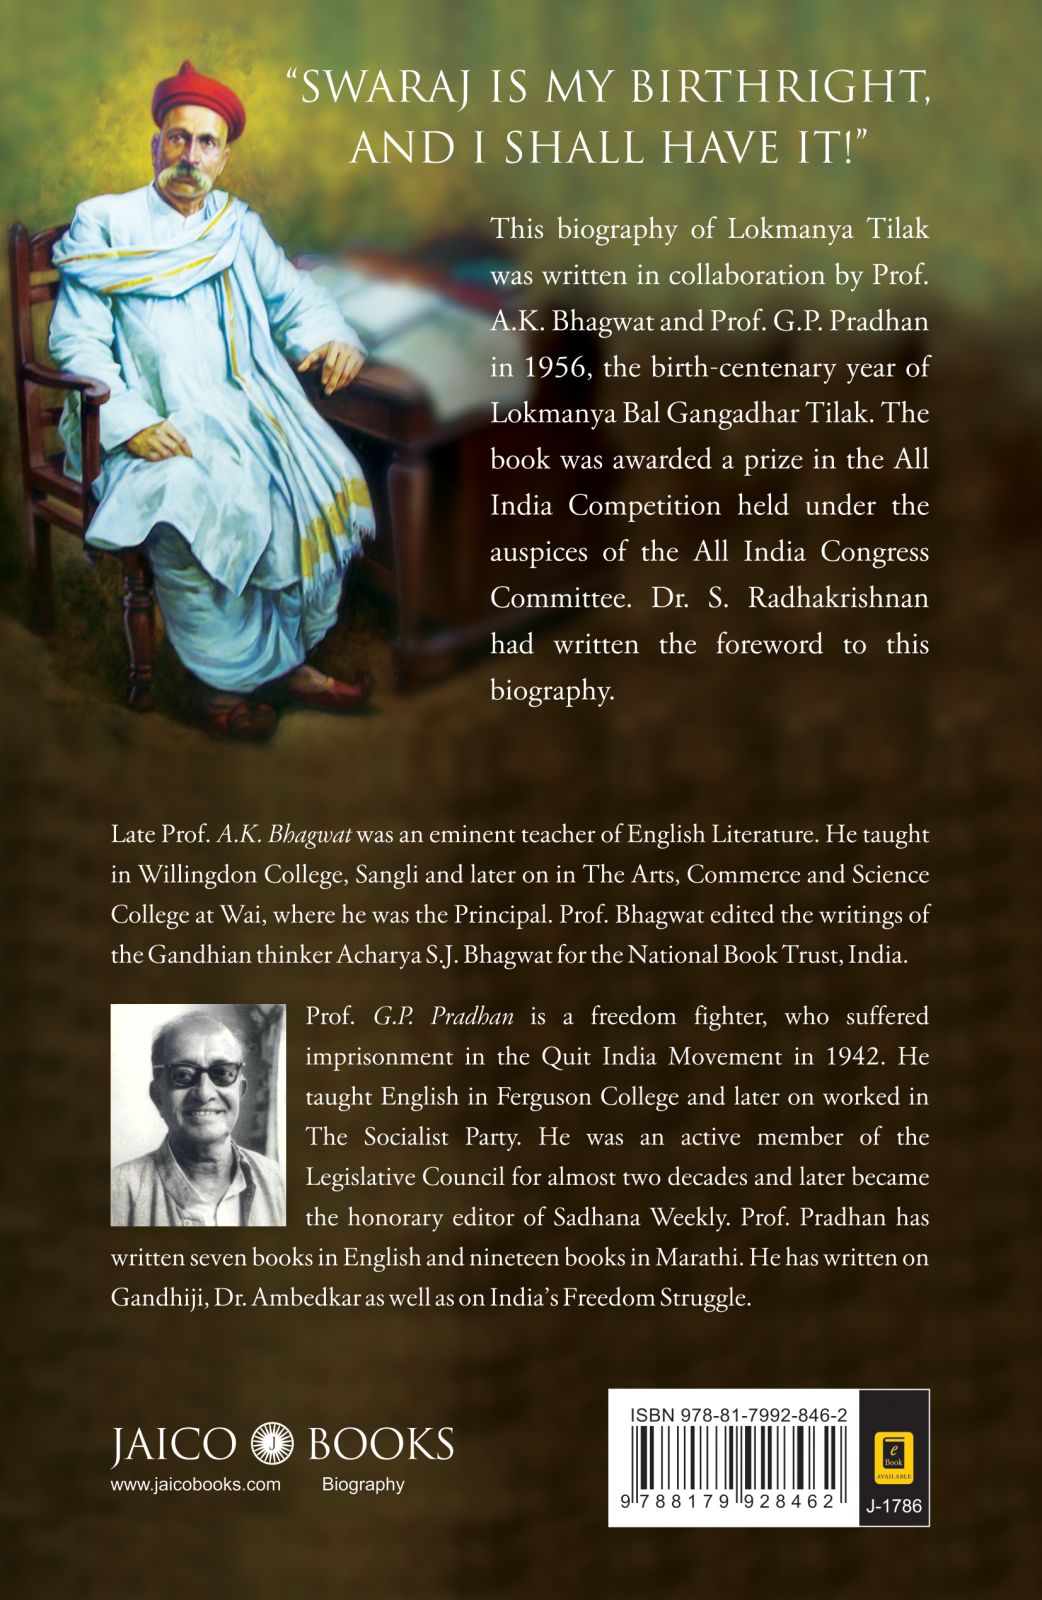 “SWARAJ IS MY BIRTHRIGHT,
AND I SHALL HAVE IT!”
This biography of Lokmanya Tilak
was written in collaboration by Prof.
A.K. Bhagwat and Prof. G.P. Pradhan
in 1956, the birth-centenary year of
Lokmanya Bal Gangadhar Tilak. The
book was awarded a prize in the All
India Competition held under the
auspices of the All India Congress
Committee. Dr. S. Radhakrishnan
had written the foreword to this
biography.
Late Prof. A.K. Bhagwat was an eminent teacher of English Literature. He taught
in Willingdon College, Sangli and later on in The Arts, Commerce and Science
College at Wai, where he was the Principal. Prof. Bhagwat edited the writings of
the Gandhian thinker Acharya S.J. Bhagwat for the National Book Trust, India.
Prof. G.P. Pradhan is a freedom fighter, who suffered
imprisonment in the Quit India Movement in 1942. He
taught English in Ferguson College and later on worked in
The Socialist Party. He was an active member of the
Legislative Council for almost two decades and later became
the honorary editor of Sadhana Weekly. Prof. Pradhan has
written seven books in English and nineteen books in Marathi. He has written on
Gandhiji, Dr. Ambedkar as well as on India’s Freedom Struggle.
JAICO J BOOKS
www.jaicobooks.com Biography
ISBN 978-81-7992-846-2
9 788179 928462
e
Book
AVAILABLE
J-1786